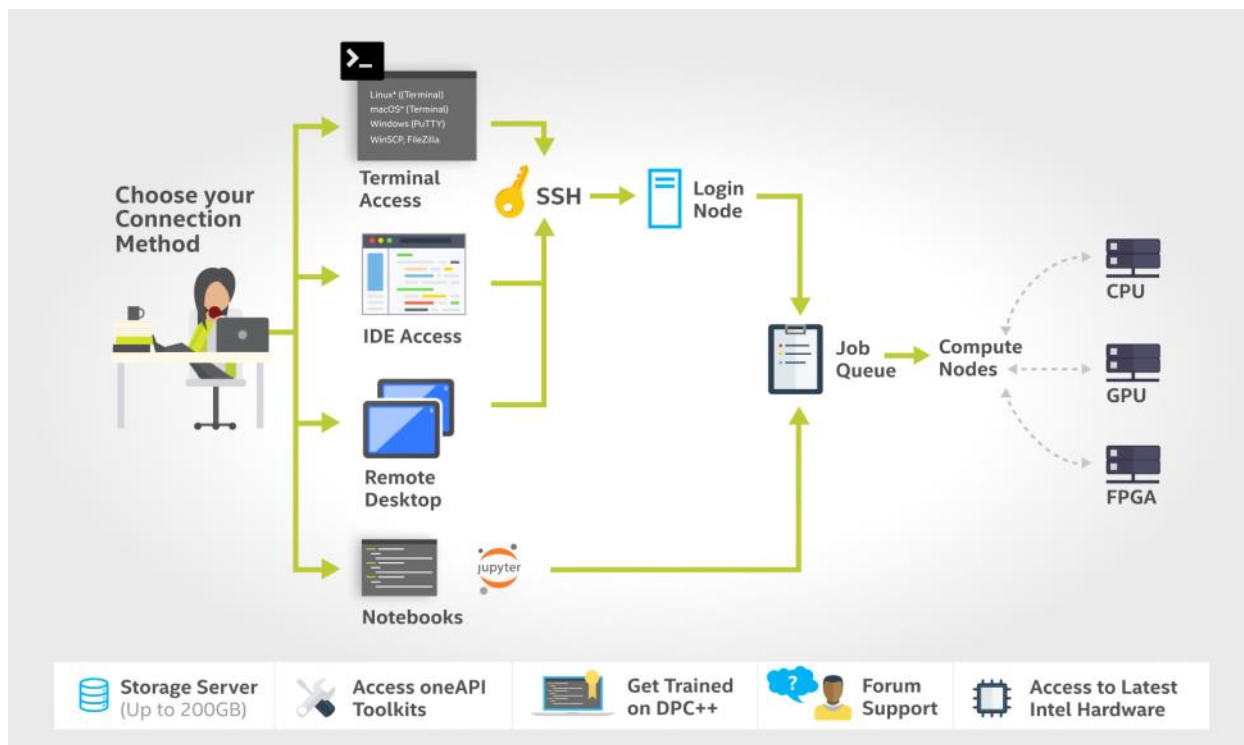 Choose your
Connection
Method
>_
Linux* ((Terminal)
macOS* (Terminal)
Windows (PuTTY)
WinSCP, FileZilla
Terminal
Access
IDE Access
Remote
Desktop
Notebooks
jupyter
SSH
Login
Node
Job
Queue
Compute
Nodes
CPU
GPU
FPGA
Storage Server
(Up to 200GB)
Access oneAPI
Toolkits
Get Trained
on DPC++
?
Forum
Support
Access to Latest
Intel Hardware